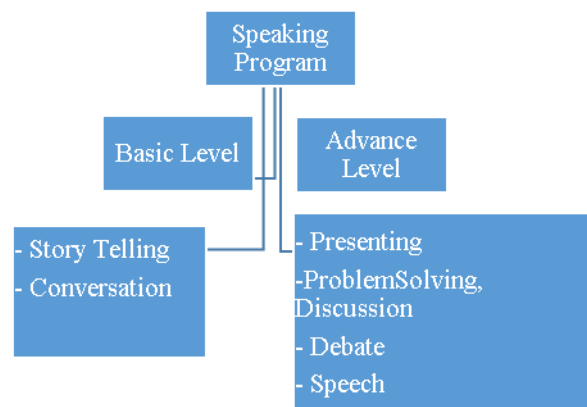 Speaking
Program
Basic Level
Advance
Level
- Story Telling
- Conversation
- Presenting
-ProblemSolving,
Discussion
- Debate
- Speech